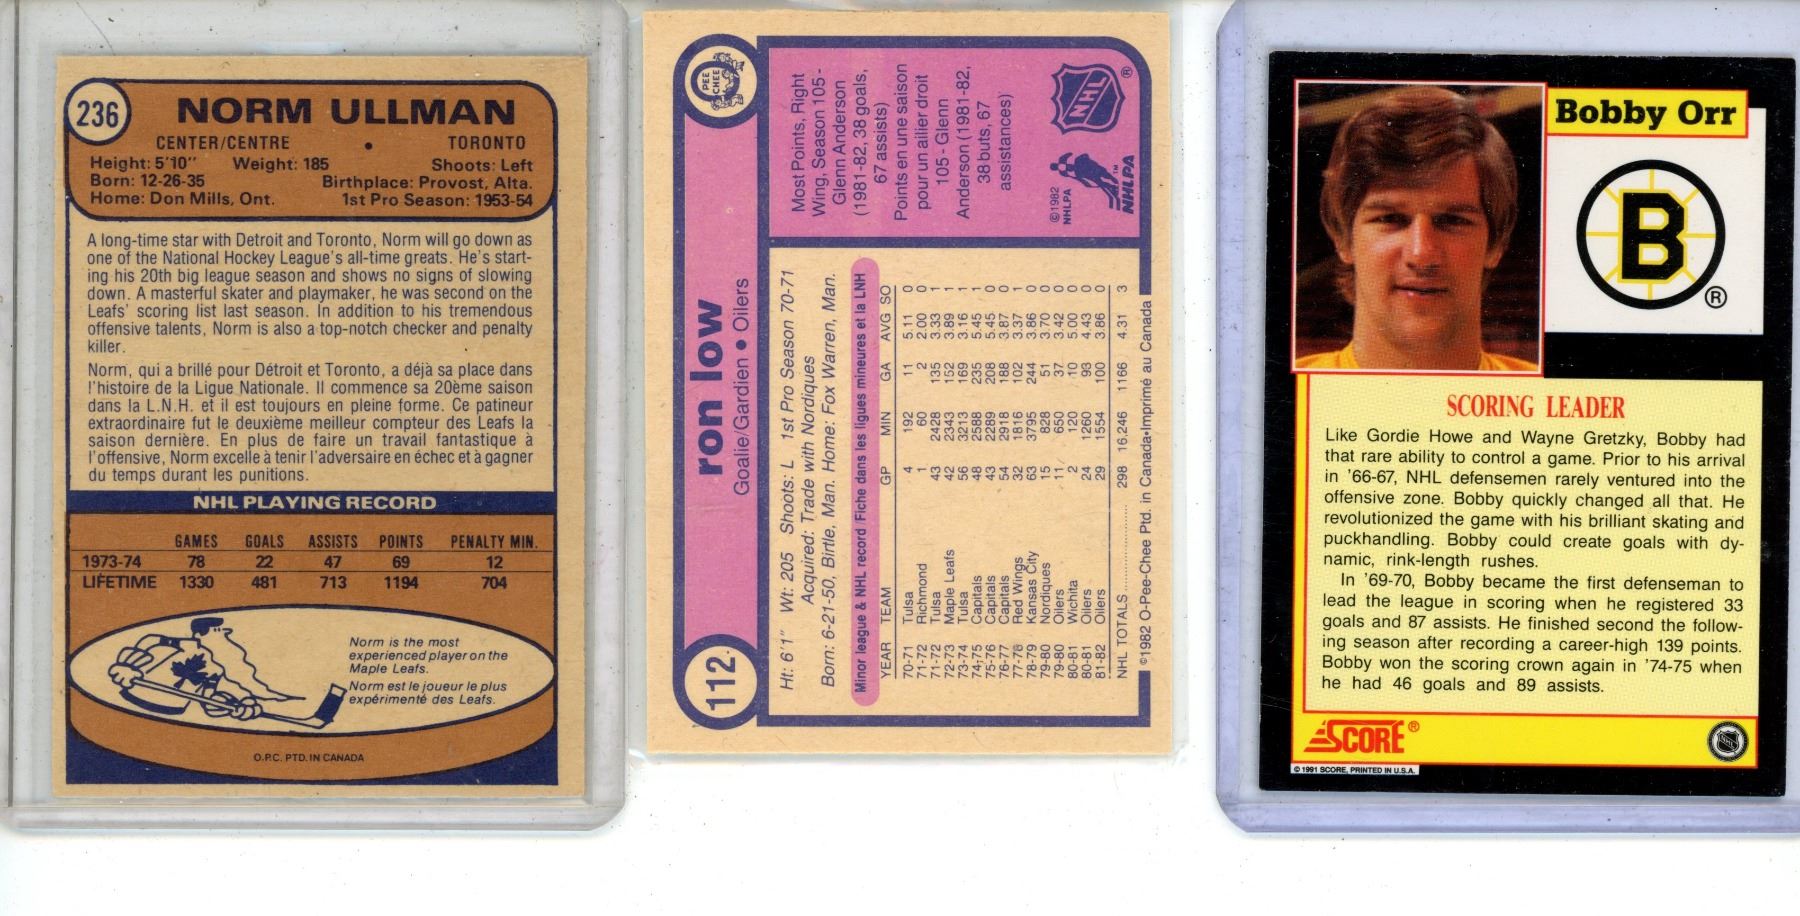 236
NORM ULLMAN
CENTER/CENTRE • TORONTO
Height: 5'10" Weight: 185 Shoots: Left
Born: 12-26-35 Birthplace: Provost, Alta.
Home: Don Mills, Ont. 1st Pro Season: 1953-54
A long-time star with Detroit and Toronto, Norm will go down as
one of the National Hockey League's all-time greats. He's start-
ing his 20th big league season and shows no signs of slowing
down. A masterful skater and playmaker, he was second on the
Leafs' scoring list last season. In addition to his tremendous
offensive talents, Norm is also a top-notch checker and penalty
killer.
Norm, qui a brillé pour Détroit et Toronto, a déjà sa place dans
l'histoire de la Ligue Nationale. Il commence sa 20ème saison
dans la L.N.H. et il est toujours en pleine forme. Ce patineur
extraordinaire fut le deuxième meilleur compteur des Leafs la
saison dernière. En plus de faire un travail fantastique à
l'offensive, Norm excelle à tenir l'adversaire en échec et à gagner
du temps durant les punitions.
NHL PLAYING RECORD
GAMES GOALS ASSISTS POINTS PENALTY MIN.
1973-74 78 22 47 69 12
LIFETIME 1330 481 713 1194 704
Norm is the most
experienced player on the
Maple Leafs.
Norm est le joueur le plus
expérimenté des Leafs.
O.P.C. PTD. IN CANADA
112
ron low
Goalie/Gardien • Oilers
O PEE CHEE
Ht: 6'1" Wt: 205 Shoots: L 1st Pro Season 70-71
Acquired: Trade with Nordiques
Born: 6-21-50, Birtle, Man. Home: Fox Warren, Man.
Minor league & NHL record/Fiche dans les ligues mineures et la LNH
YEAR TEAM GP MIN GA AVG SO
70-71 Tulsa 4 192 11 5.11 0
71-72 Richmond 1 60 2 2.00 0
71-72 Tulsa 43 2428 135 3.33 1
72-73 Maple Leafs 42 2343 152 3.89 1
73-74 Tulsa 56 3213 169 3.16 1
74-75 Capitals 48 2588 235 5.45 1
75-76 Capitals 43 2289 208 5.45 0
76-77 Capitals 54 2918 188 3.87 0
77-78 Red Wings 32 1816 102 3.37 1
78-79 Kansas City 63 3795 244 3.86 0
79-80 Nordiques 15 828 51 3.70 0
79-80 Oilers 11 650 37 3.42 0
80-81 Wichita 2 120 10 5.00 0
80-81 Oilers 24 1260 93 4.43 0
81-82 Oilers 29 1554 100 3.86 0
NHL TOTALS 298 16,246 1166 4.31 3
©1982 O-Pee-Chee Ptd. in Canada•Imprimé au Canada
Most Points, Right
Wing, Season 105 -
Glenn Anderson
(1981-82, 38 goals,
67 assists)
Points en une saison
pour un ailier droit
105 - Glenn
Anderson (1981-82,
38 buts, 67
assistances)
©1982
NHLPA
NHLPA ™
NHL ®
Bobby Orr
B ®
SCORING LEADER
Like Gordie Howe and Wayne Gretzky, Bobby had
that rare ability to control a game. Prior to his arrival
in '66-67, NHL defensemen rarely ventured into the
offensive zone. Bobby quickly changed all that. He
revolutionized the game with his brilliant skating and
puckhandling. Bobby could create goals with dy-
namic, rink-length rushes.
In '69-70, Bobby became the first defenseman to
lead the league in scoring when he registered 33
goals and 87 assists. He finished second the follow-
ing season after recording a career-high 139 points.
Bobby won the scoring crown again in '74-75 when
he had 46 goals and 89 assists.
SCORE®
NHL
© 1991 SCORE, PRINTED IN U.S.A.